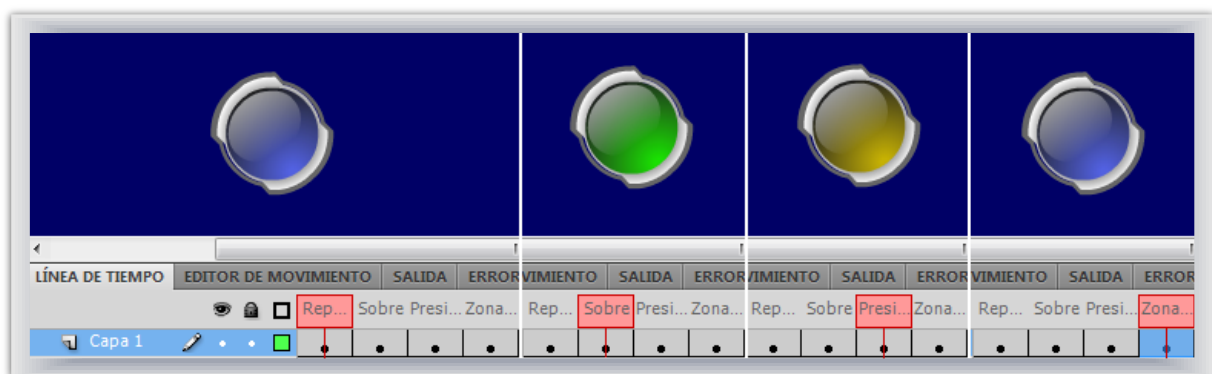 LÍNEA DE TIEMPO EDITOR DE MOVIMIENTO SALIDA ERROR VIMIENTO SALIDA ERROR VIMIENTO SALIDA ERROR VIMIENTO SALIDA ERROR
Rep... Sobre Presi... Zona... Rep... Sobre Presi... Zona... Rep... Sobre Presi... Zona... Rep... Sobre Presi... Zona...
Capa 1